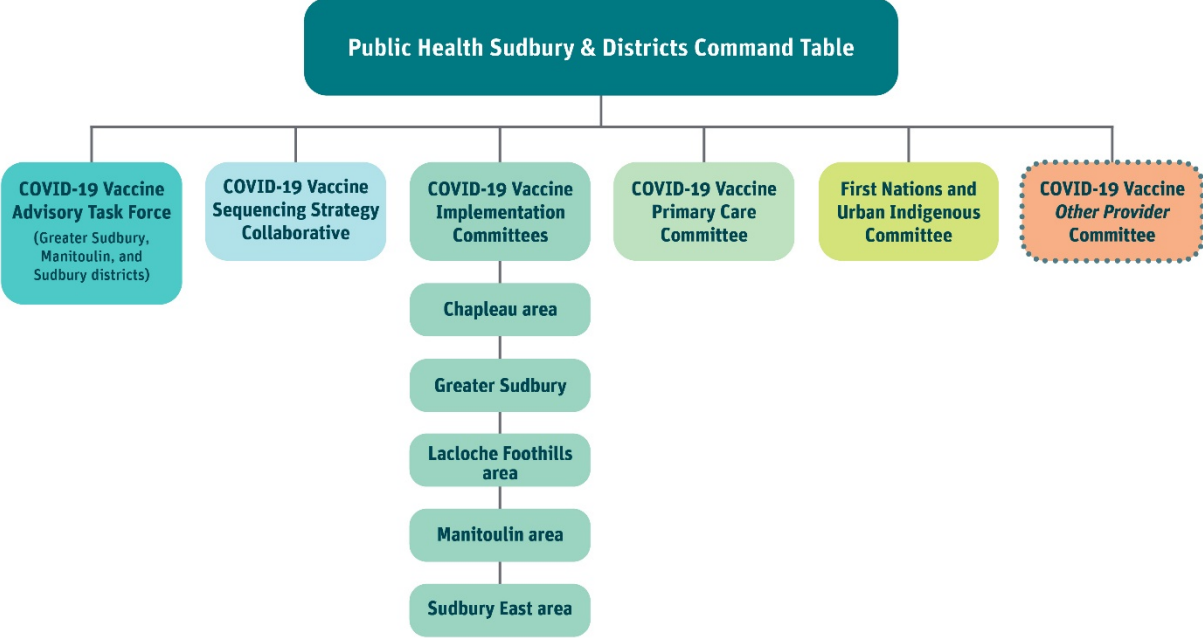 Public Health Sudbury & Districts Command Table
COVID-19 Vaccine
Advisory Task Force
(Greater Sudbury,
Manitoulin, and
Sudbury districts)
COVID-19 Vaccine
Sequencing Strategy
Collaborative
COVID-19 Vaccine
Implementation
Committees
COVID-19 Vaccine
Primary Care
Committee
First Nations and
Urban Indigenous
Committee
COVID-19 Vaccine
Other Provider
Committee
Chapleau area
Greater Sudbury
Lacloche Foothills
area
Manitoulin area
Sudbury East area